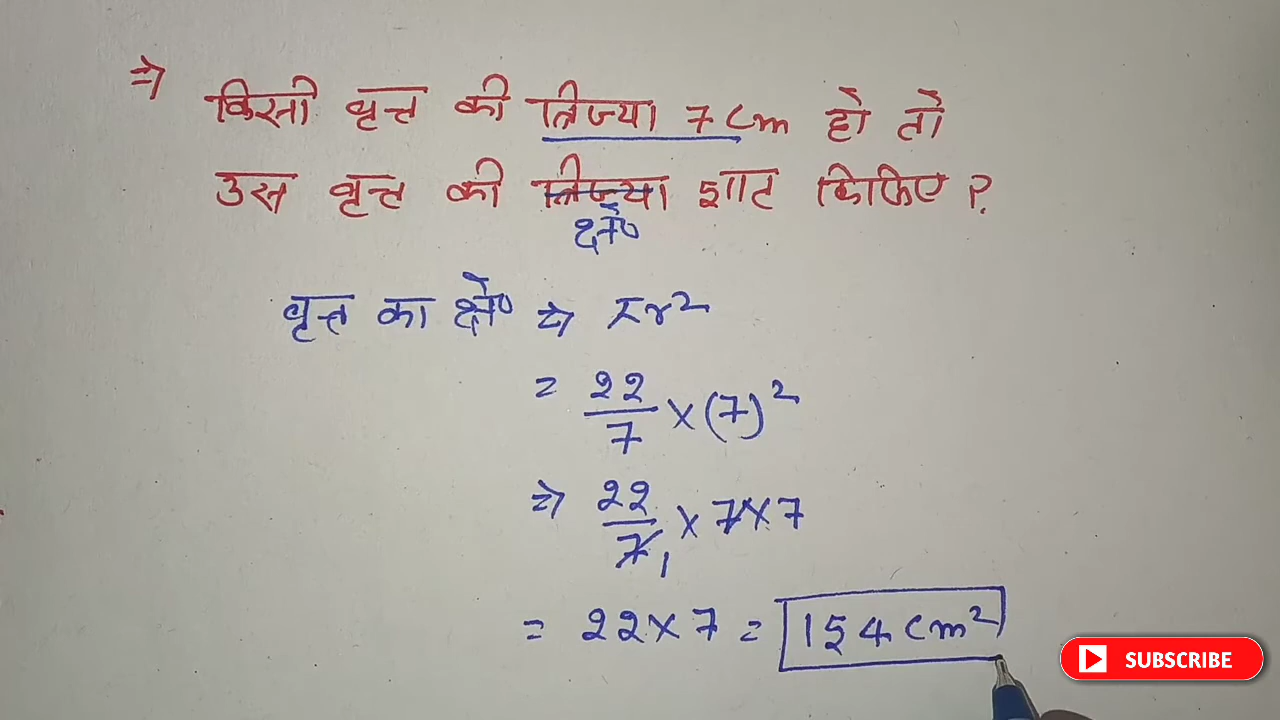 ⇒ किसी वृत्त की त्रिज्या 7 cm हो तो
उस वृत्त की त्रिज्या ज्ञात किजिए ?
क्षे०
वृत्त का क्षे० ⇒ πr²
= 22/7 × (7)²
⇒ 22/7 × 7 × 7
1
= 22 × 7 = 154 cm²
SUBSCRIBE